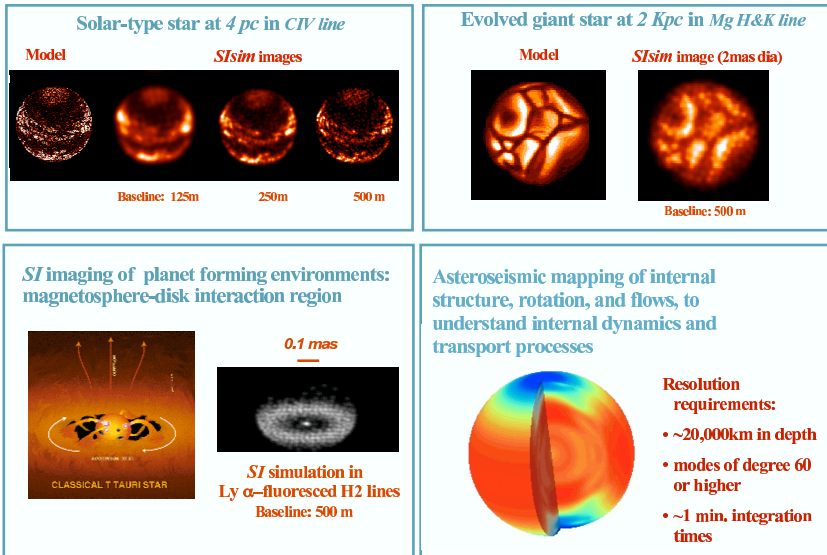 Solar-type star at 4 pc in CIV line
Model
SIsim images
Baseline: 125m
250m
500 m
Evolved giant star at 2 Kpc in Mg H&K line
Model
SIsim image (2mas dia)
Baseline: 500 m
SI imaging of planet forming environments:
magnetosphere-disk interaction region
0.1 mas
CLASSICAL T TAURI STAR
SI simulation in
Ly α–fluoresced H2 lines
Baseline: 500 m
Asteroseismic mapping of internal
structure, rotation, and flows, to
understand internal dynamics and
transport processes
Resolution
requirements:
• ~20,000km in depth
• modes of degree 60
or higher
• ~1 min. integration
times